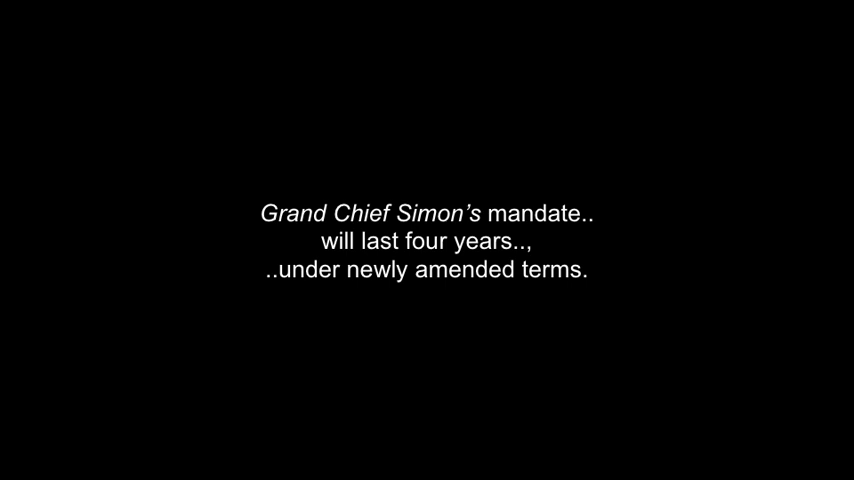 Grand Chief Simon’s mandate..
will last four years..,
..under newly amended terms.